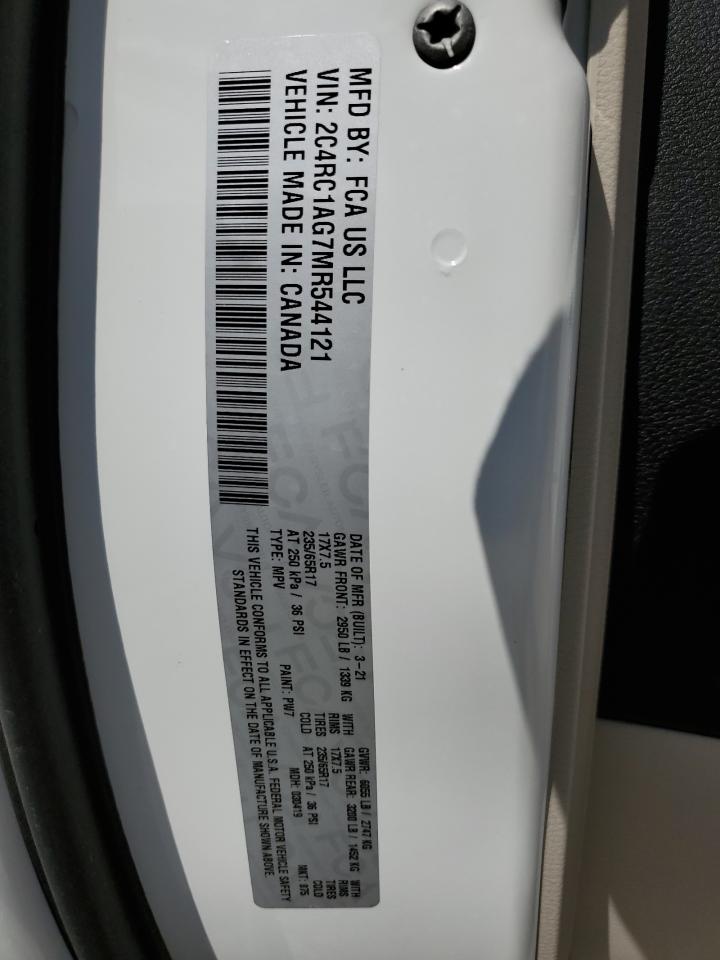 MFD BY: FCA US LLC
VIN: 2C4RC1AG7MR544121
VEHICLE MADE IN: CANADA
DATE OF MFR (BUILT): 3-21 GVWR: 6055 LB / 2747 KG
GAWR FRONT: 2950 LB / 1339 KG WITH GAWR REAR: 3200 LB / 1452 KG WITH
17X7.5 RIMS 17X7.5 RIMS
235/65R17 TIRES 235/65R17 TIRES
AT 250 kPa / 36 PSI COLD AT 250 kPa / 36 PSI COLD
TYPE: MPV PAINT: PW7 MDH: 030419 MKT: 875
THIS VEHICLE CONFORMS TO ALL APPLICABLE U.S.A. FEDERAL MOTOR VEHICLE SAFETY
STANDARDS IN EFFECT ON THE DATE OF MANUFACTURE SHOWN ABOVE.